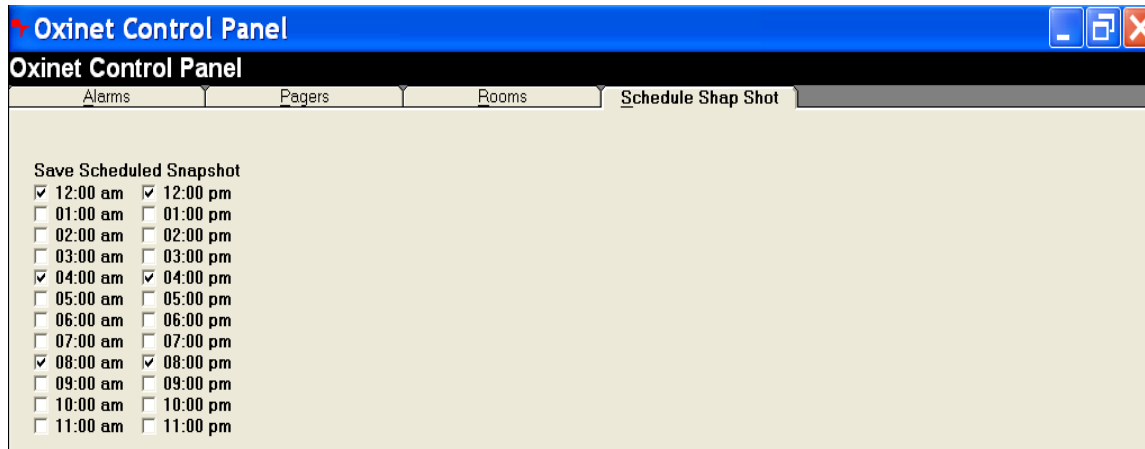 Oxinet Control Panel
Oxinet Control Panel
Alarms Pagers Rooms Schedule Shap Shot
Save Scheduled Snapshot
12:00 am 12:00 pm
01:00 am 01:00 pm
02:00 am 02:00 pm
03:00 am 03:00 pm
04:00 am 04:00 pm
05:00 am 05:00 pm
06:00 am 06:00 pm
07:00 am 07:00 pm
08:00 am 08:00 pm
09:00 am 09:00 pm
10:00 am 10:00 pm
11:00 am 11:00 pm